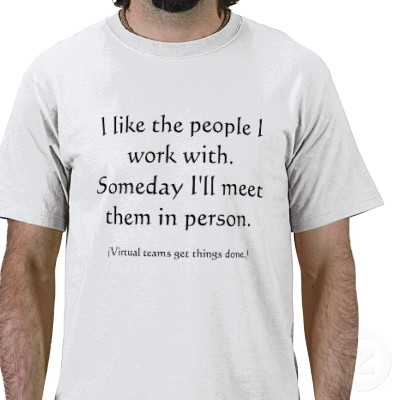 I like the people I
work with.
Someday I'll meet
them in person.
(Virtual teams get things done.)